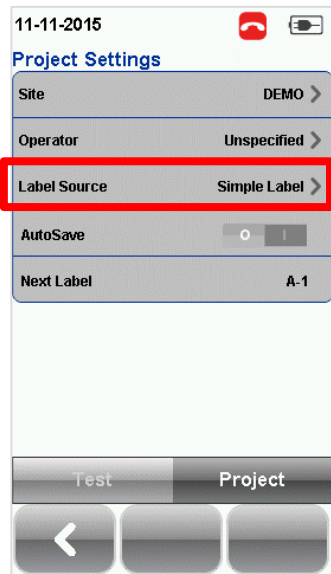 11-11-2015
Project Settings
Site DEMO
Operator Unspecified
Label Source Simple Label
AutoSave O I
Next Label A-1
Test Project